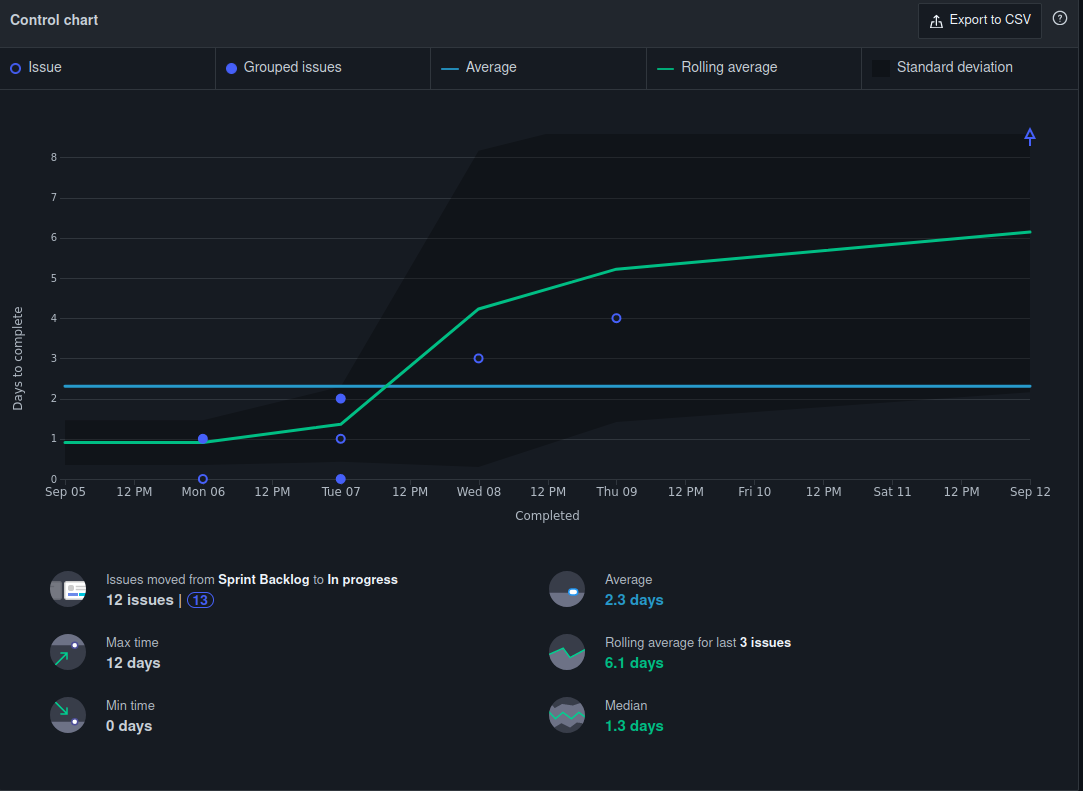 Control chart
Export to CSV
?
Issue
Grouped issues
Average
Rolling average
Standard deviation
8
7
6
5
4
3
2
1
0
Days to complete
Sep 05 12 PM Mon 06 12 PM Tue 07 12 PM Wed 08 12 PM Thu 09 12 PM Fri 10 12 PM Sat 11 12 PM Sep 12
Completed
Issues moved from Sprint Backlog to In progress
12 issues | 13
Max time
12 days
Min time
0 days
Average
2.3 days
Rolling average for last 3 issues
6.1 days
Median
1.3 days